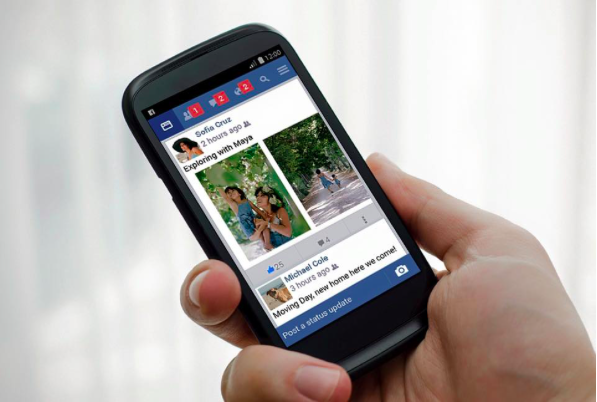 12:00
1
2
2
Sofia Cruz
2 hours ago
Exploring with Maya
25
4
Michael Cole
3 hours ago
Moving Day, new home here we come!
Post a status update